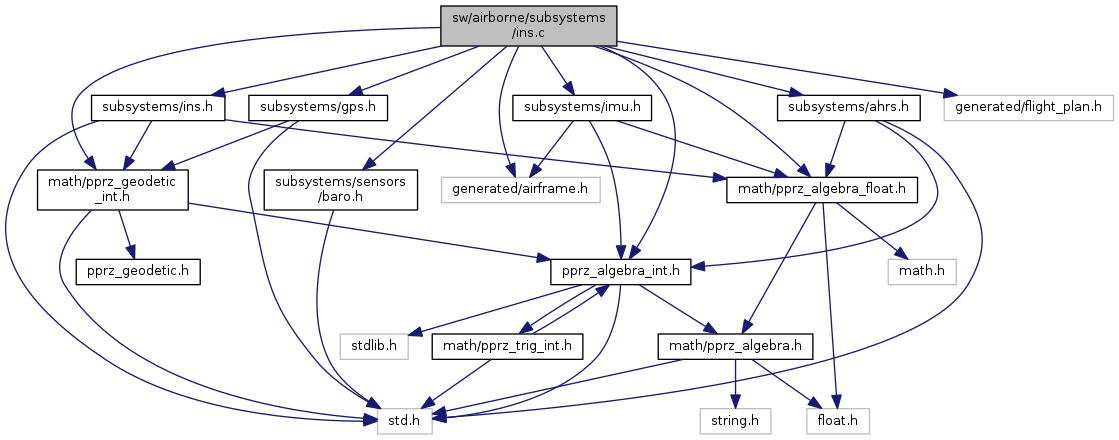 sw/airborne/subsystems
/ins.c
subsystems/ins.h
subsystems/gps.h
subsystems/imu.h
subsystems/ahrs.h
generated/flight_plan.h
math/pprz_geodetic
_int.h
subsystems/sensors
/baro.h
generated/airframe.h
math/pprz_algebra_float.h
pprz_geodetic.h
pprz_algebra_int.h
math.h
stdlib.h
math/pprz_trig_int.h
math/pprz_algebra.h
std.h
string.h
float.h